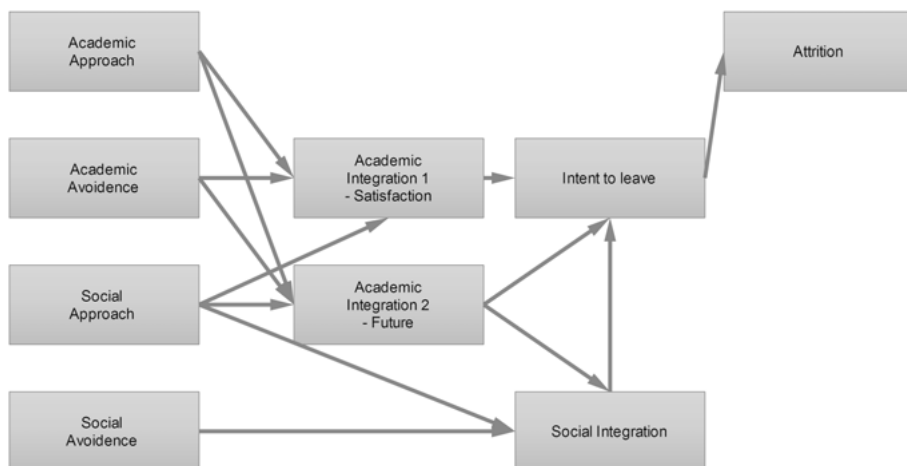 Academic
Approach
Attrition
Academic
Avoidence
Academic
Integration 1
- Satisfaction
Intent to leave
Social
Approach
Academic
Integration 2
- Future
Social
Avoidence
Social Integration